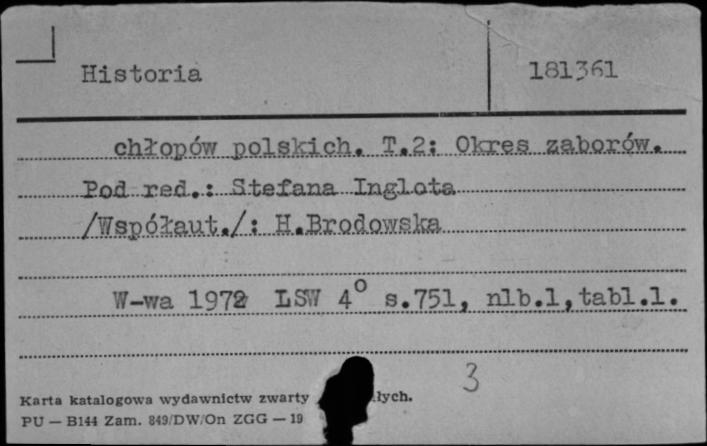 Historia 181361
chłopów polskich. T.2: Okres zaborów.
Pod red.: Stefana Inglota
/Współaut./: H.Brodowska
W-wa 1972 LSW 4° s.751, nlb.1,tabl.1.
3
Karta katalogowa wydawnictw zwarty łych.
PU — B144 Zam. 849/DW/On ZGG — 19